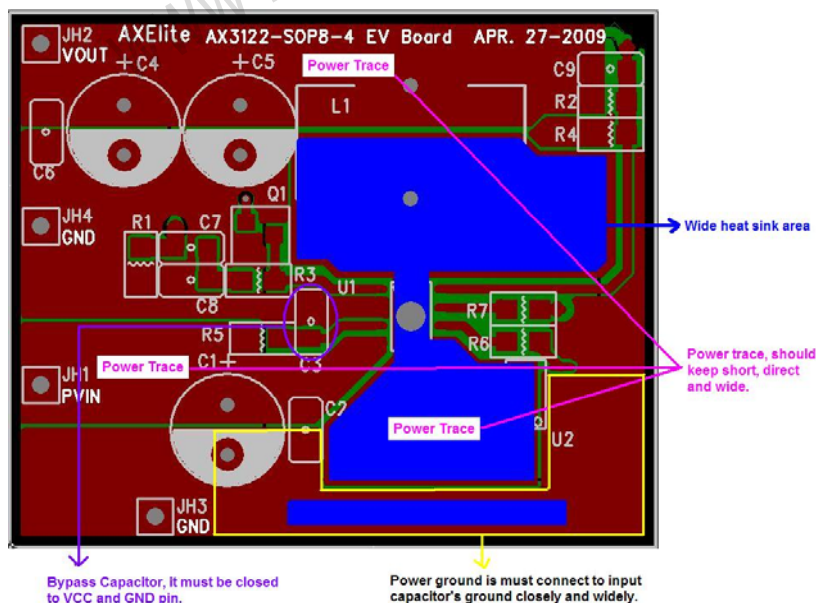 AXElite AX3122-SOP8-4 EV Board APR. 27-2009
JH2
VOUT
+C4
+C5
Power Trace
C9
L1
R2
R4
C6
Q1
JH4
GND
R1
C7
Wide heat sink area
R3
U1
C8
R7
R5
R6
C3
C1+
Power Trace
Power trace, should
keep short, direct
and wide.
JH1
PVIN
C2
Power Trace
U2
JH3
GND
Bypass Capacitor, it must be closed
to VCC and GND pin.
Power ground is must connect to input
capacitor's ground closely and widely.